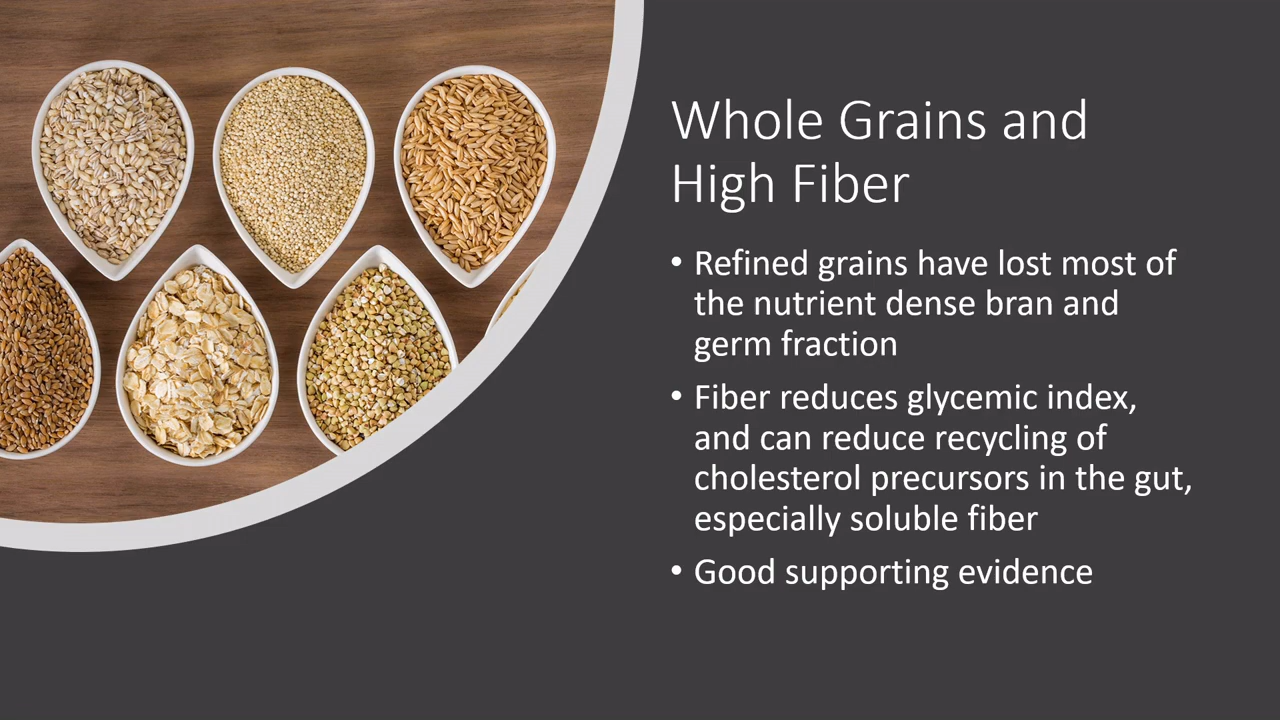 Whole Grains and
High Fiber
• Refined grains have lost most of
the nutrient dense bran and
germ fraction
• Fiber reduces glycemic index,
and can reduce recycling of
cholesterol precursors in the gut,
especially soluble fiber
• Good supporting evidence